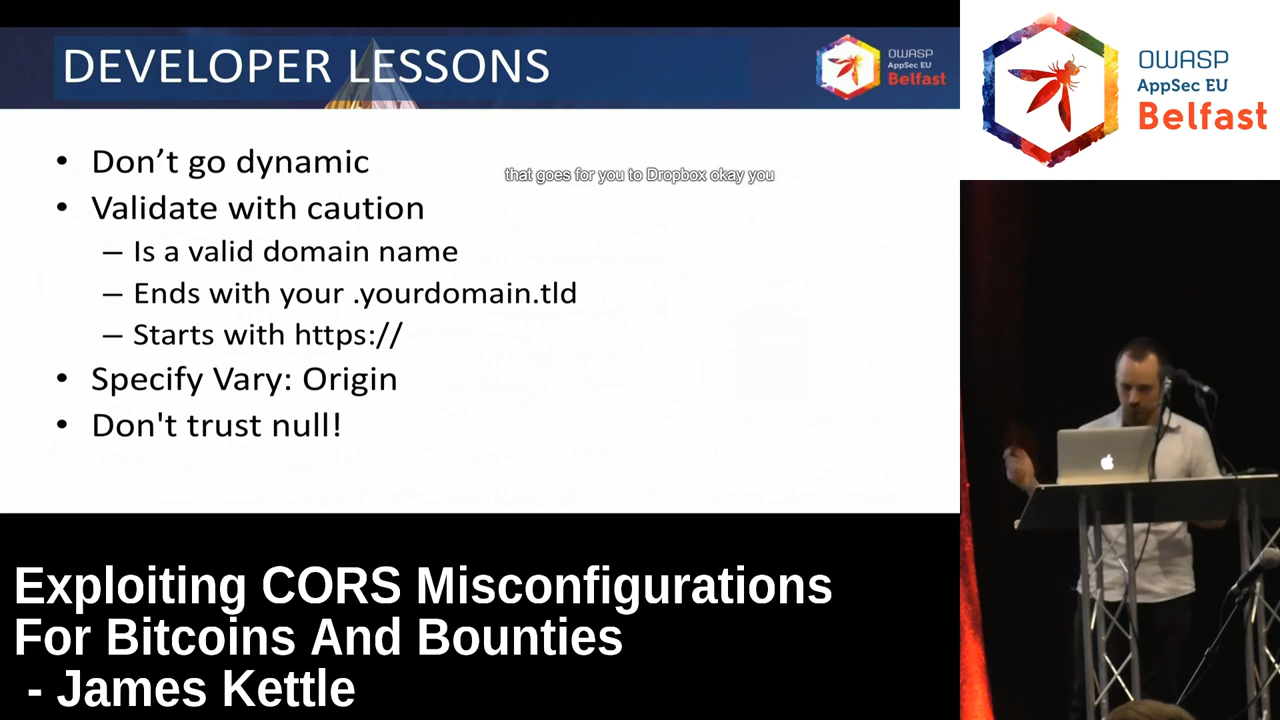 DEVELOPER LESSONS
OWASP
AppSec EU
Belfast
• Don’t go dynamic
• Validate with caution
– Is a valid domain name
– Ends with your .yourdomain.tld
– Starts with https://
• Specify Vary: Origin
• Don't trust null!
that goes for you to Dropbox okay you
OWASP
AppSec EU
Belfast
Exploiting CORS Misconfigurations
For Bitcoins And Bounties
- James Kettle